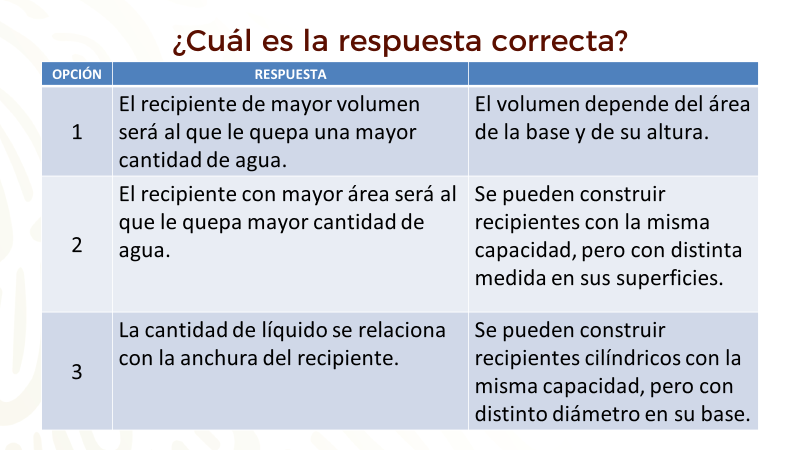 ¿Cuál es la respuesta correcta?
OPCIÓN
RESPUESTA
1
El recipiente de mayor volumen
será al que le quepa una mayor
cantidad de agua.
El volumen depende del área
de la base y de su altura.
2
El recipiente con mayor área será al
que le quepa mayor cantidad de
agua.
Se pueden construir
recipientes con la misma
capacidad, pero con distinta
medida en sus superficies.
3
La cantidad de líquido se relaciona
con la anchura del recipiente.
Se pueden construir
recipientes cilíndricos con la
misma capacidad, pero con
distinto diámetro en su base.